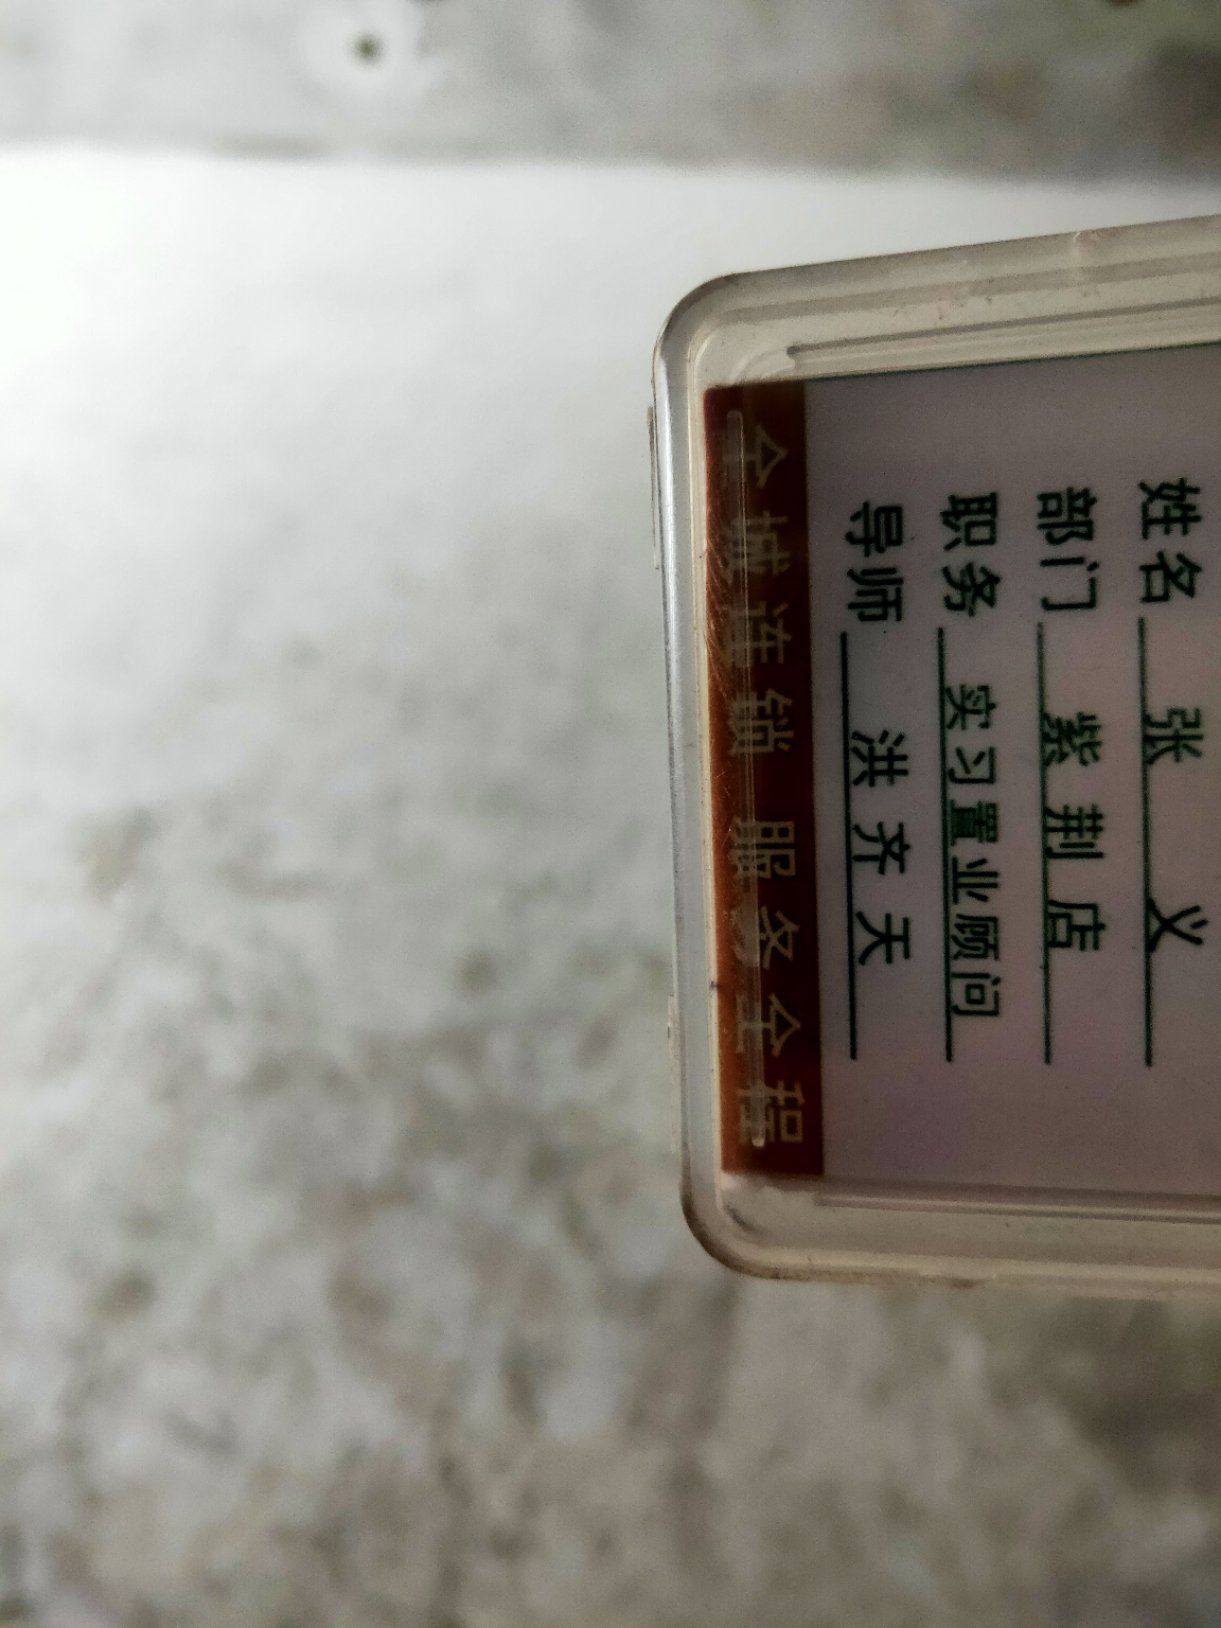 姓名 张 义
部门 紫荆店
职务 实习置业顾问
导师 洪齐天
全城连锁 服务全程